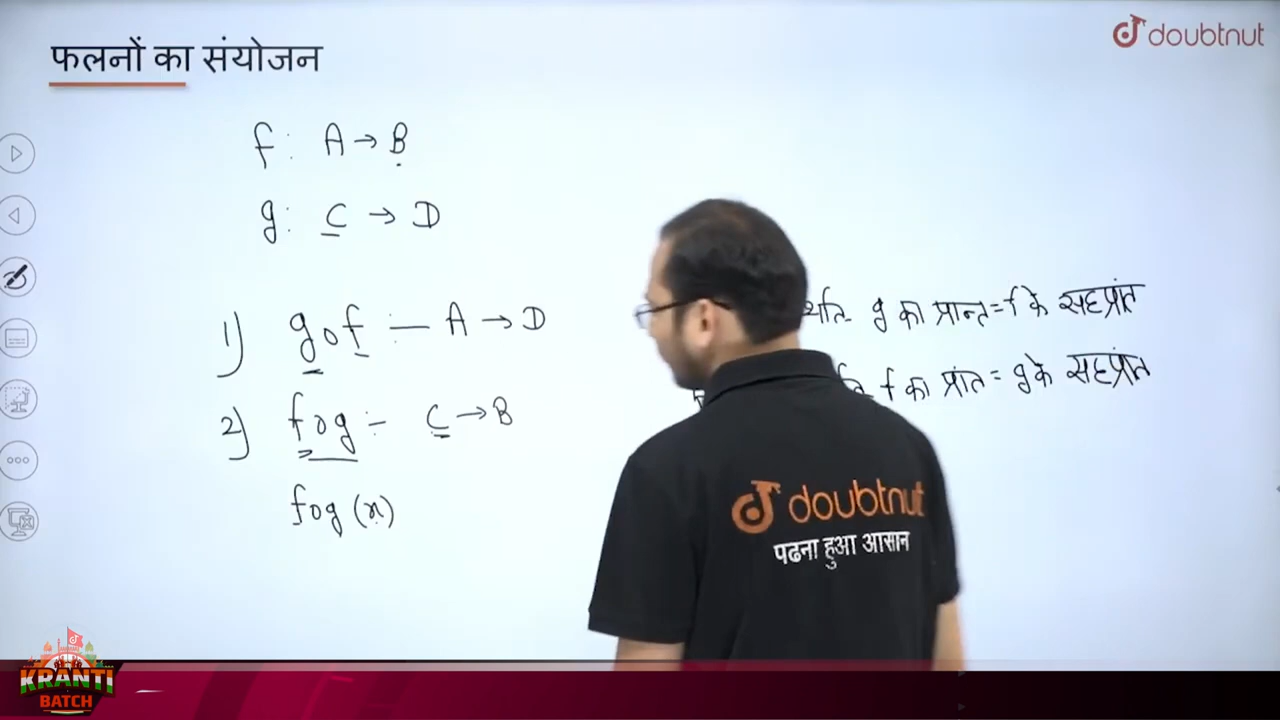 फलनों का संयोजन
doubtnut
f: A → B
g: C → D
1) gof :— A → D
g का प्रान्त = f के सहप्रांत
2) fog :- C → B
f का प्रांत = g के सहप्रांत
fog (x)
doubtnut
पढना हुआ आसान
KRANTI
BATCH